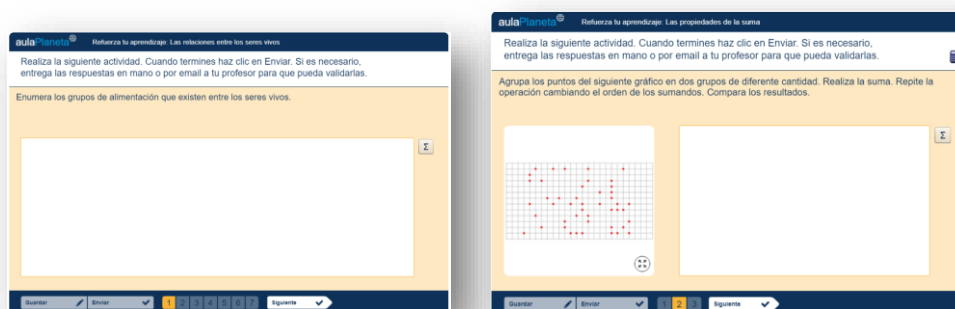 aulaPlaneta Refuerza tu aprendizaje: Las relaciones entre los seres vivos
Realiza la siguiente actividad. Cuando termines haz clic en Enviar. Si es necesario,
entrega las respuestas en mano o por email a tu profesor para que pueda validarlas.
Enumera los grupos de alimentación que existen entre los seres vivos.
Σ
Guardar Enviar 1 2 3 4 5 6 7 Siguiente
aulaPlaneta Refuerza tu aprendizaje: Las propiedades de la suma
Realiza la siguiente actividad. Cuando termines haz clic en Enviar. Si es necesario,
entrega las respuestas en mano o por email a tu profesor para que pueda validarlas.
Agrupa los puntos del siguiente gráfico en dos grupos de diferente cantidad. Realiza la suma. Repite la
operación cambiando el orden de los sumandos. Compara los resultados.
Σ
Guardar Enviar 1 2 3 Siguiente